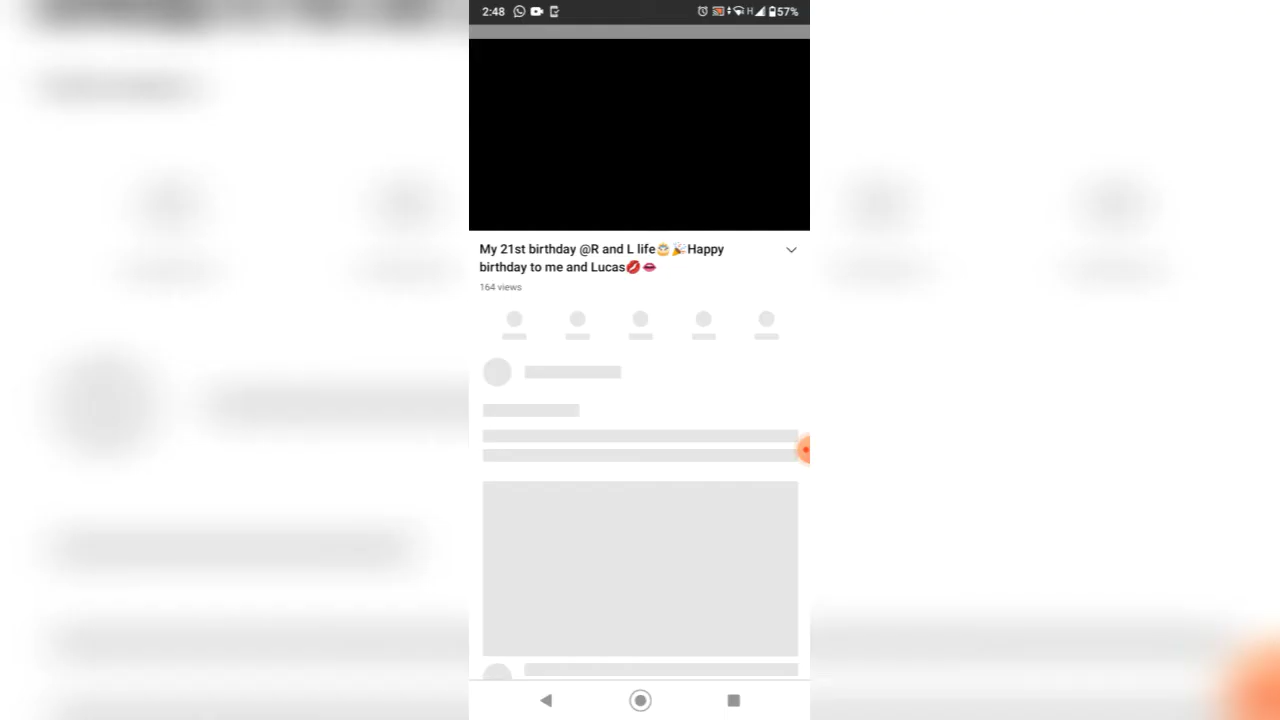 2:48 H 57%
My 21st birthday @R and L life🎂🎉Happy
birthday to me and Lucas💋👄
164 views